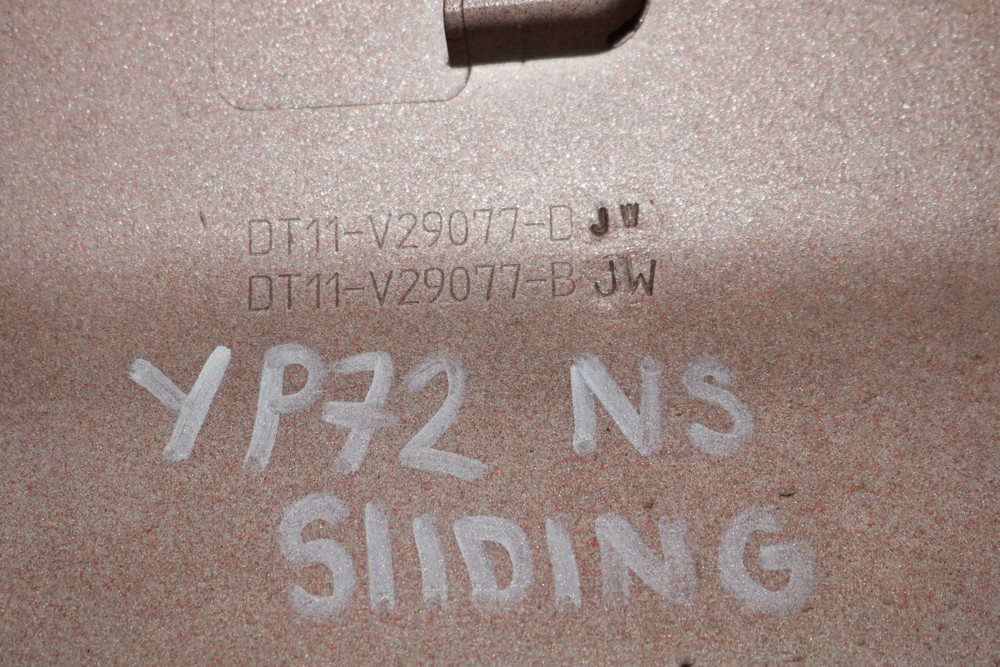 DT11-V29077-D JW
DT11-V29077-B JW
YP72 NS
SIIDING